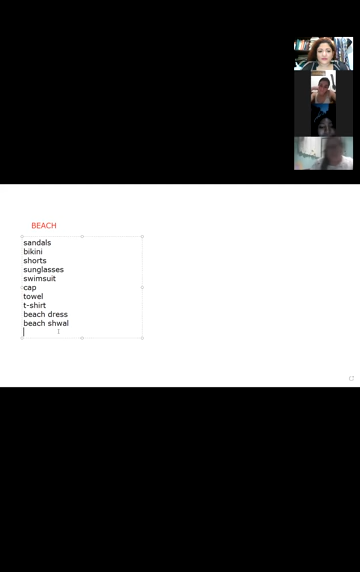 BEACH
sandals
bikini
shorts
sunglasses
swimsuit
cap
towel
t-shirt
beach dress
beach shwal